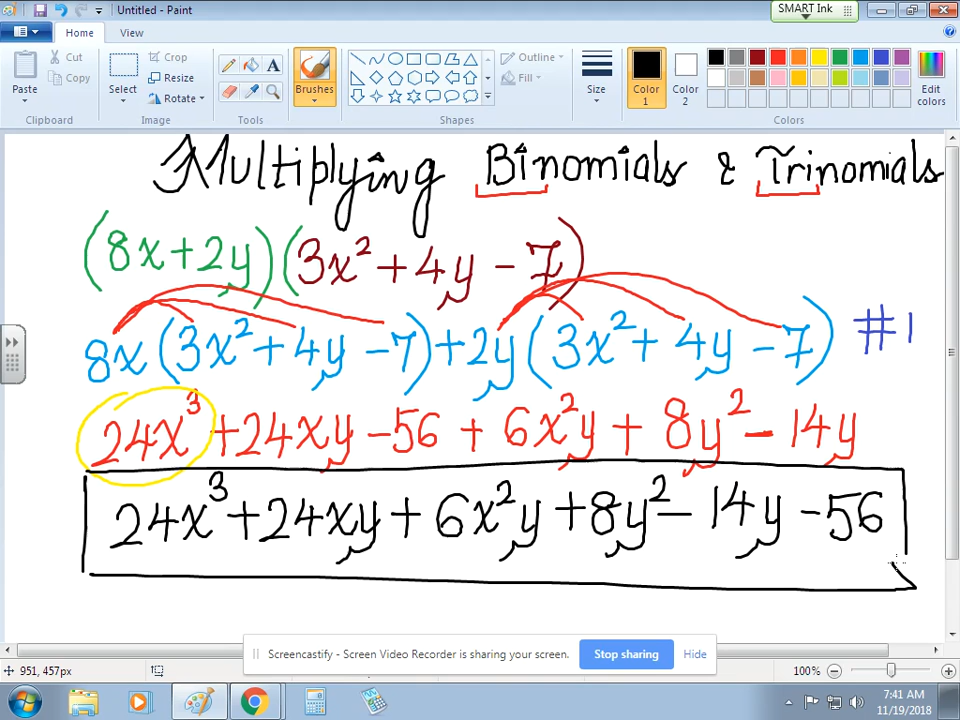 Untitled - Paint
SMART Ink
Home
View
Paste
Cut
Copy
Clipboard
Select
Crop
Resize
Rotate
Image
Tools
Brushes
Shapes
Outline
Fill
Size
Color 1
Color 2
Colors
Edit colors
Multiplying Binomials & Trinomials
(8x+2y)(3x²+4y-7)
8x(3x²+4y-7)+2y(3x²+4y-7) #1
24x³+24xy-56+6x²y+8y²-14y
24x³+24xy+6x²y+8y²-14y-56
Screencastify - Screen Video Recorder is sharing your screen.
Stop sharing
Hide
951, 457px
100%
7:41 AM
11/19/2018